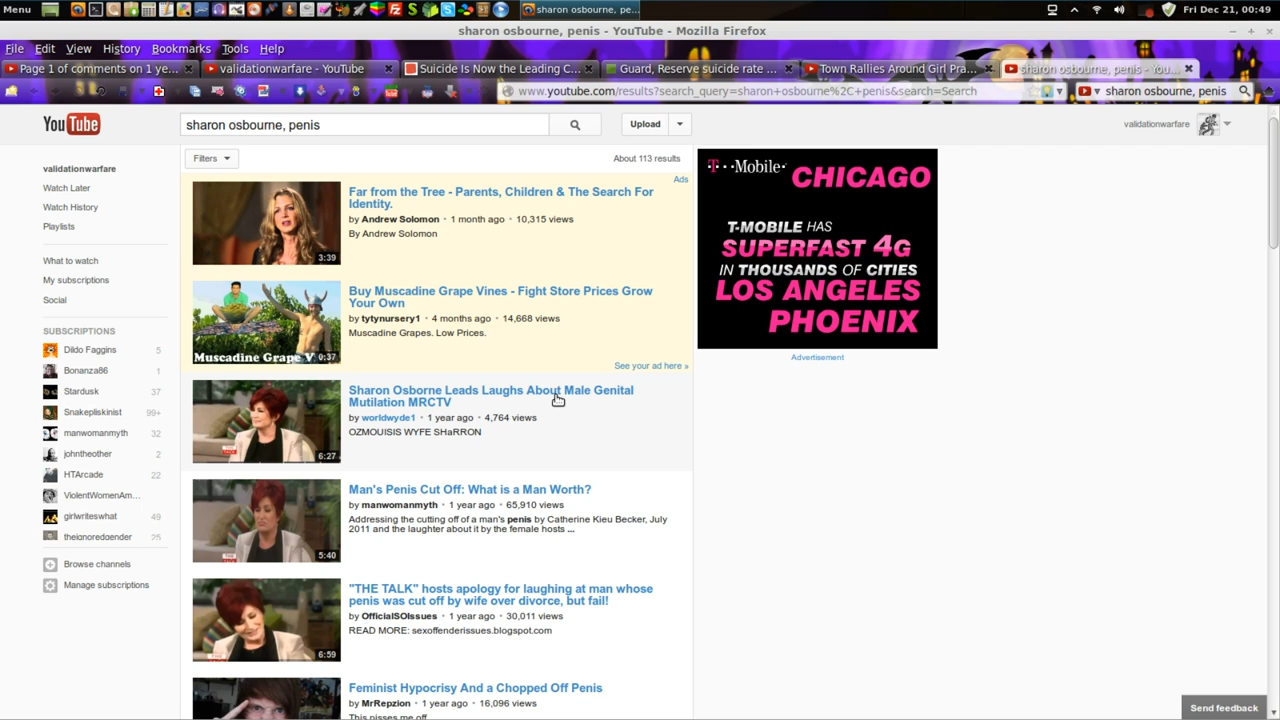 Menu
Fri Dec 21, 00:49
sharon osbourne, pe...
sharon osbourne, penis - YouTube - Mozilla Firefox
File Edit View History Bookmarks Tools Help
Page 1 of comments on 1 ye...
validationwarfare - YouTube
Suicide Is Now the Leading C...
Guard, Reserve suicide rate ...
Town Rallies Around Girl Pra...
sharon osbourne, penis - You...
www.youtube.com/results?search_query=sharon+osbourne%2C+penis&search=Search
sharon osbourne, penis
YouTube
sharon osbourne, penis
Upload
validationwarfare
Filters
About 113 results
validationwarfare
Watch Later
Watch History
Playlists
What to watch
My subscriptions
Social
SUBSCRIPTIONS
Dildo Faggins 5
Bonanza86 1
Stardusk 37
Snakepliskinist 99+
manwomanmyth 32
johntheother 2
HTArcade 22
ViolentWomenAm...
girlwriteswhat 49
theignoredgender 25
Browse channels
Manage subscriptions
Ads
Far from the Tree - Parents, Children & The Search For
Identity.
by Andrew Solomon · 1 month ago · 10,315 views
By Andrew Solomon
3:39
Buy Muscadine Grape Vines - Fight Store Prices Grow
Your Own
by tytynursery1 · 4 months ago · 14,668 views
Muscadine Grapes. Low Prices.
Muscadine Grape V
0:37
See your ad here »
Sharon Osborne Leads Laughs About Male Genital
Mutilation MRCTV
by worldwyde1 · 1 year ago · 4,764 views
OZMOUISIS WYFE SHaRRON
6:27
Man's Penis Cut Off: What is a Man Worth?
by manwomanmyth · 1 year ago · 65,910 views
Addressing the cutting off of a man's penis by Catherine Kieu Becker, July
2011 and the laughter about it by the female hosts ...
5:40
"THE TALK" hosts apology for laughing at man whose
penis was cut off by wife over divorce, but fail!
by OfficialSOIssues · 1 year ago · 30,011 views
READ MORE: sexoffenderissues.blogspot.com
6:59
Feminist Hypocrisy And a Chopped Off Penis
by MrRepzion · 1 year ago · 16,096 views
This pisses me off.
T-Mobile
CHICAGO
T-MOBILE HAS
SUPERFAST 4G
IN THOUSANDS OF CITIES
LOS ANGELES
PHOENIX
Advertisement
Send feedback